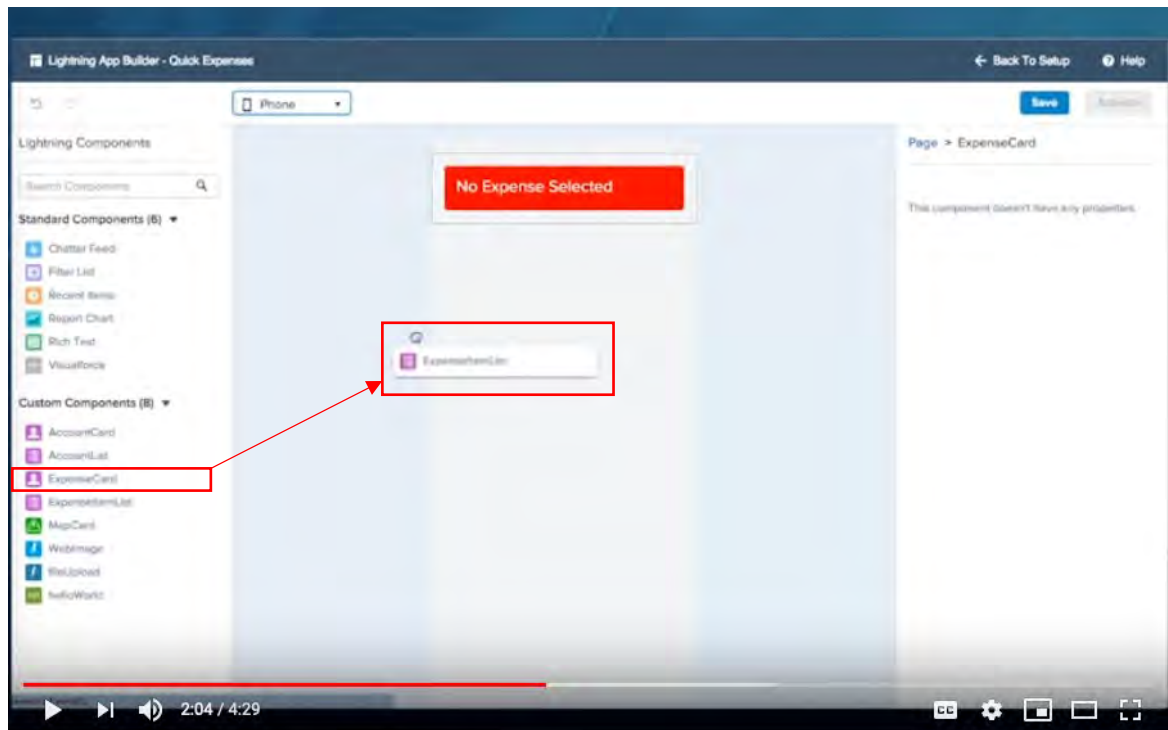 Lightning App Builder - Quick Expenses
Back To Setup
Help
Phone
Save
Lightning Components
Page > ExpenseCard
Search Components
No Expense Selected
This component doesn't have any properties.
Standard Components (6)
Chatter Feed
Filter List
Recent Items
Report Chart
Rich Text
Visualforce
ExpenseItemList
Custom Components (8)
AccountCard
AccountList
ExpenseCard
ExpenseItemList
MapCard
WebImage
fileUpload
helloWorld
2:04 / 4:29
CC